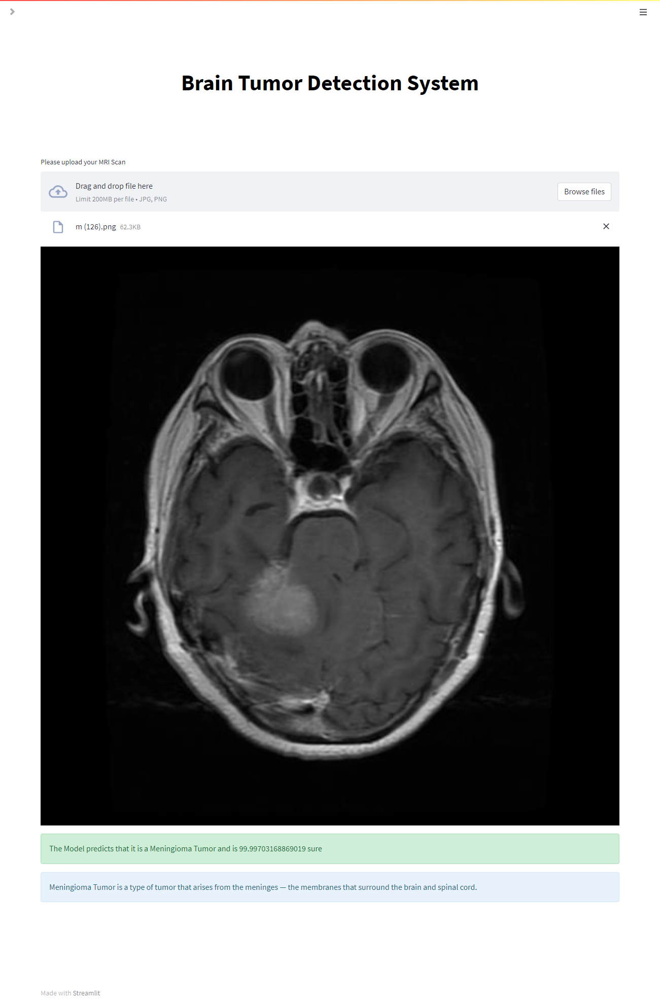 Brain Tumor Detection System
Please upload your MRI Scan
Drag and drop file here
Limit 200MB per file • JPG, PNG
Browse files
m (126).png 62.3KB
The Model predicts that it is a Meningioma Tumor and is 99.99703168869019 sure
Meningioma Tumor is a type of tumor that arises from the meninges — the membranes that surround the brain and spinal cord.
Made with Streamlit